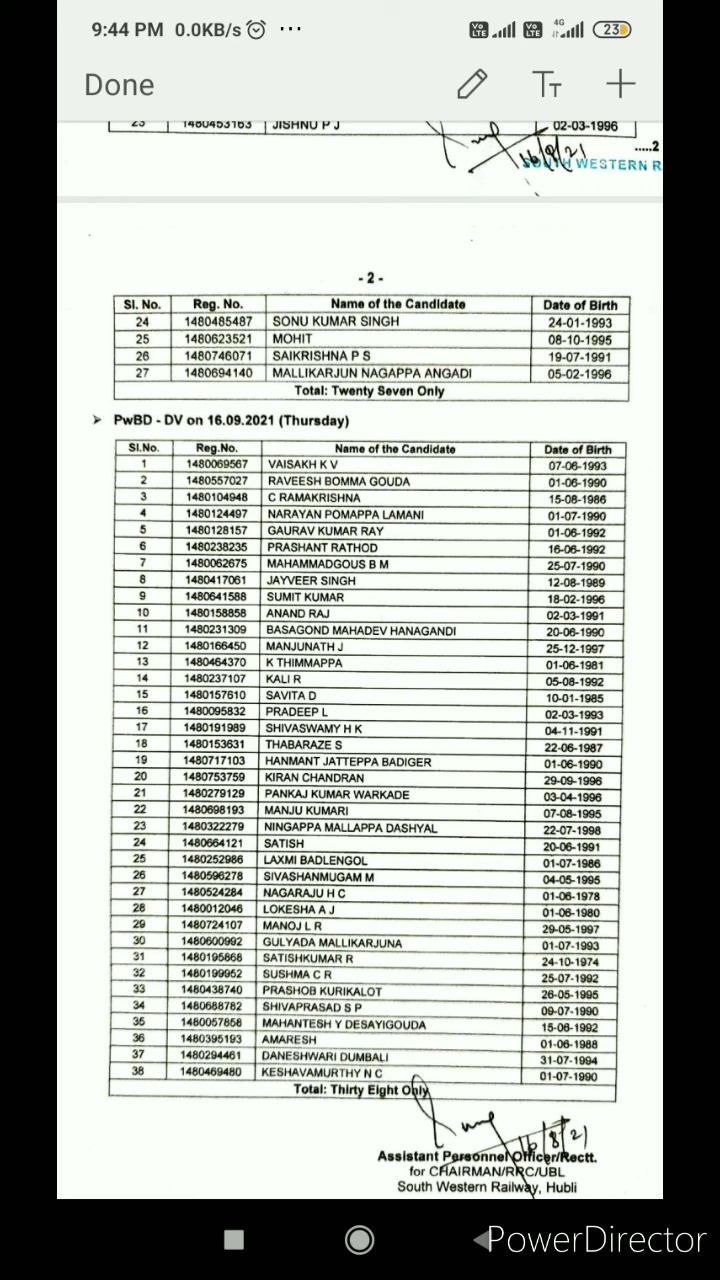 9:44 PM 0.0KB/s ... Vo LTE Vo LTE 4G 23
Done TT +
23 1480453163 JISHNU P J 02-03-1996
.....2
16/8/21
SOUTH WESTERN R
- 2 -
Sl. No. Reg. No. Name of the Candidate Date of Birth
24 1480485487 SONU KUMAR SINGH 24-01-1993
25 1480623521 MOHIT 08-10-1995
26 1480746071 SAIKRISHNA P S 19-07-1991
27 1480694140 MALLIKARJUN NAGAPPA ANGADI 05-02-1996
Total: Twenty Seven Only
➤ PwBD - DV on 16.09.2021 (Thursday)
Sl.No. Reg.No. Name of the Candidate Date of Birth
1 1480069567 VAISAKH K V 07-06-1993
2 1480557027 RAVEESH BOMMA GOUDA 01-06-1990
3 1480104948 C RAMAKRISHNA 15-08-1986
4 1480124497 NARAYAN POMAPPA LAMANI 01-07-1990
5 1480128157 GAURAV KUMAR RAY 01-06-1992
6 1480238235 PRASHANT RATHOD 16-06-1992
7 1480062675 MAHAMMADGOUS B M 25-07-1990
8 1480417061 JAYVEER SINGH 12-08-1989
9 1480641588 SUMIT KUMAR 18-02-1996
10 1480158858 ANAND RAJ 02-03-1991
11 1480231309 BASAGOND MAHADEV HANAGANDI 20-06-1990
12 1480166450 MANJUNATH J 25-12-1997
13 1480464370 K THIMMAPPA 01-06-1981
14 1480237107 KALI R 05-08-1992
15 1480157610 SAVITA D 10-01-1985
16 1480095832 PRADEEP L 02-03-1993
17 1480191989 SHIVASWAMY H K 04-11-1991
18 1480153631 THABARAZE S 22-06-1987
19 1480717103 HANMANT JATTEPPA BADIGER 01-06-1990
20 1480753759 KIRAN CHANDRAN 29-09-1996
21 1480279129 PANKAJ KUMAR WARKADE 03-04-1996
22 1480698193 MANJU KUMARI 07-08-1995
23 1480322279 NINGAPPA MALLAPPA DASHYAL 22-07-1998
24 1480664121 SATISH 20-06-1991
25 1480252986 LAXMI BADLENGOL 01-07-1986
26 1480596278 SIVASHANMUGAM M 04-05-1995
27 1480524284 NAGARAJU H C 01-06-1978
28 1480012046 LOKESHA A J 01-06-1980
29 1480724107 MANOJ L R 29-05-1997
30 1480600992 GULYADA MALLIKARJUNA 01-07-1993
31 1480195868 SATISHKUMAR R 24-10-1974
32 1480199952 SUSHMA C R 25-07-1992
33 1480438740 PRASHOB KURIKALOT 26-05-1995
34 1480688782 SHIVAPRASAD S P 09-07-1990
35 1480057858 MAHANTESH Y DESAYIGOUDA 15-06-1992
36 1480395193 AMARESH 01-06-1988
37 1480294461 DANESHWARI DUMBALI 31-07-1994
38 1480469480 KESHAVAMURTHY N C 01-07-1990
Total: Thirty Eight Only
16/8/21
Assistant Personnel Officer/Rectt.
for CHAIRMAN/RRC/UBL
South Western Railway, Hubli
PowerDirector